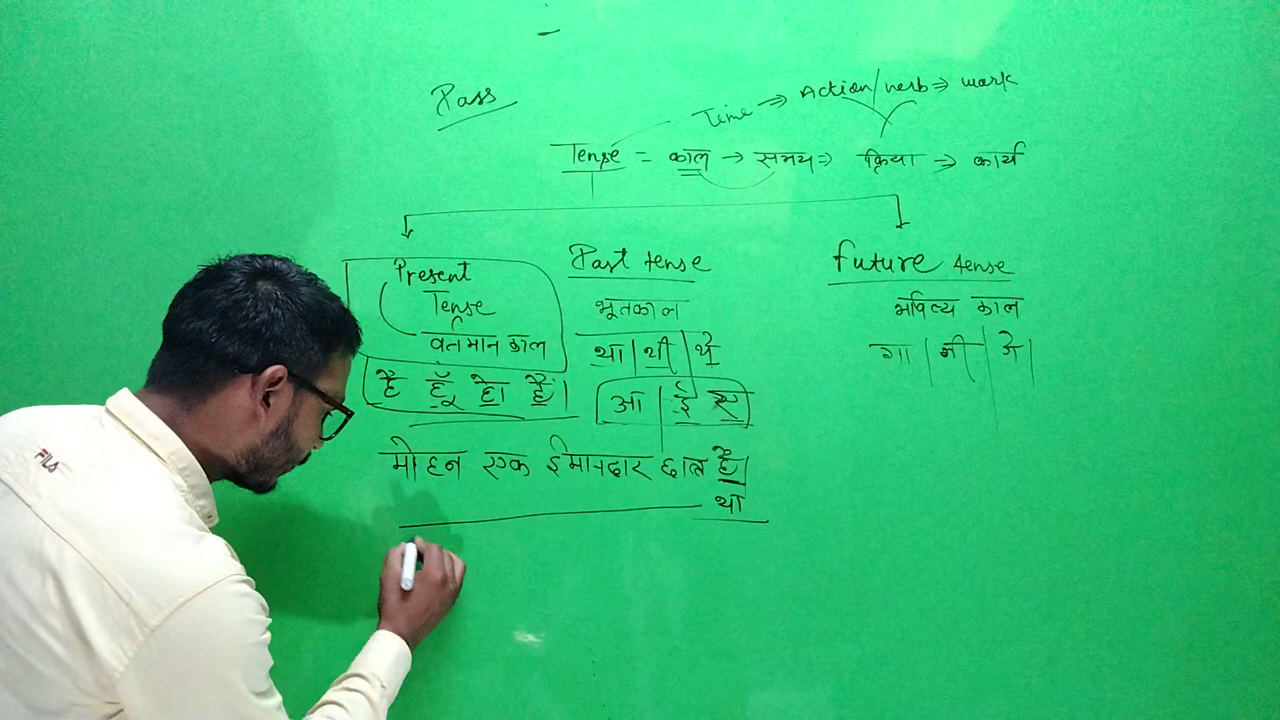 Pass
Time ⇒ Action/verb ⇒ work
Tense = काल → समय ⇒ क्रिया → कार्य
Present
Tense
वर्तमान काल
है हूँ हो हैं।
Past tense
भूतकाल
था | थी | थे
आ | ई ए
future tense
भविष्य काल
गा | गी | गे |
मोहन एक ईमानदार छात्र है।
था
FILA